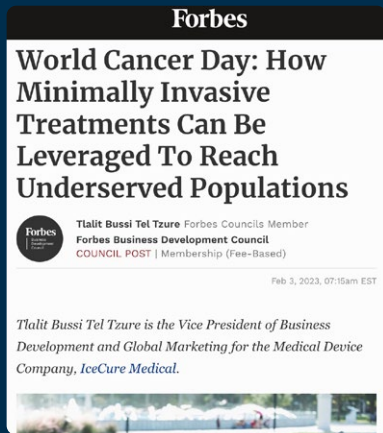 Forbes
World Cancer Day: How
Minimally Invasive
Treatments Can Be
Leveraged To Reach
Underserved Populations
Forbes
Business
Development
Council
Tlalit Bussi Tel Tzure Forbes Councils Member
Forbes Business Development Council
COUNCIL POST | Membership (Fee-Based)
Feb 3, 2023, 07:15am EST
Tlalit Bussi Tel Tzure is the Vice President of Business
Development and Global Marketing for the Medical Device
Company, IceCure Medical.